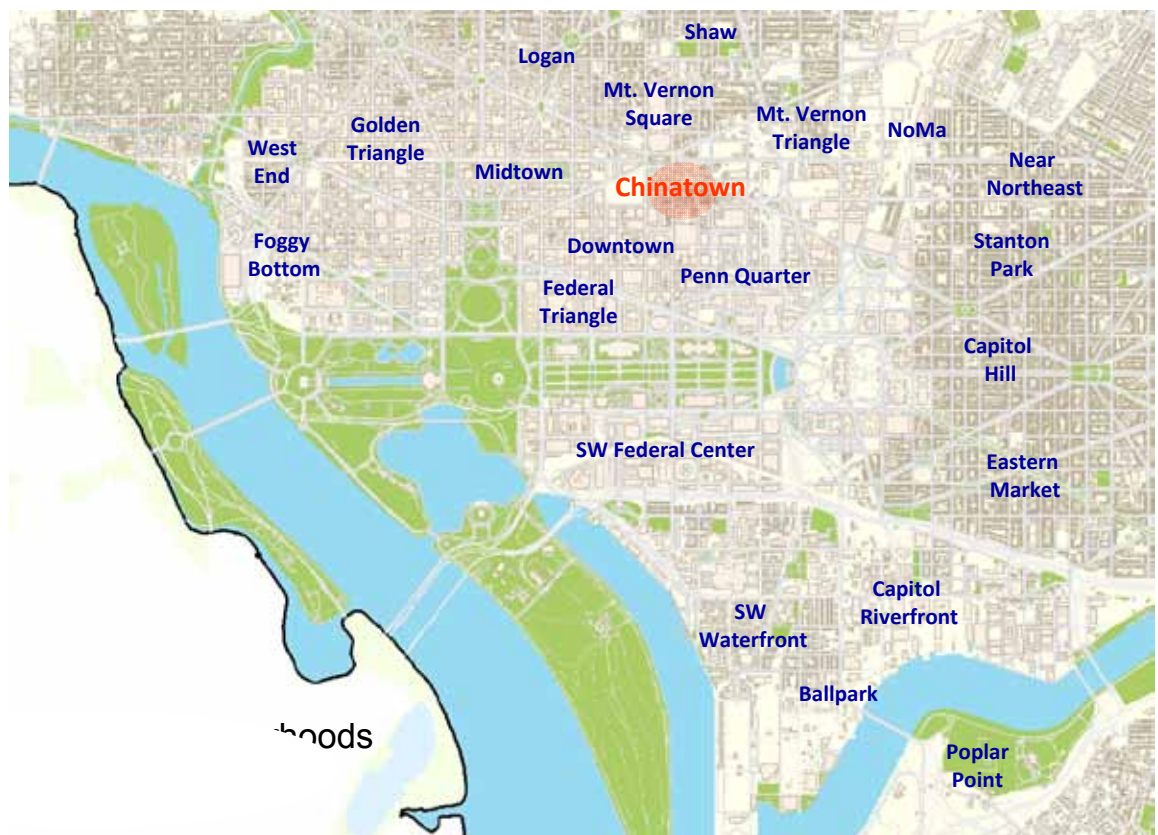 Shaw
Logan
Mt. Vernon
Square
Mt. Vernon
Triangle
Golden
Triangle
NoMa
West
End
Midtown
Near
Northeast
Chinatown
Foggy
Bottom
Downtown
Stanton
Park
Penn Quarter
Federal
Triangle
Capitol
Hill
SW Federal Center
Eastern
Market
Capitol
Riverfront
SW
Waterfront
Ballpark
Poplar
Point